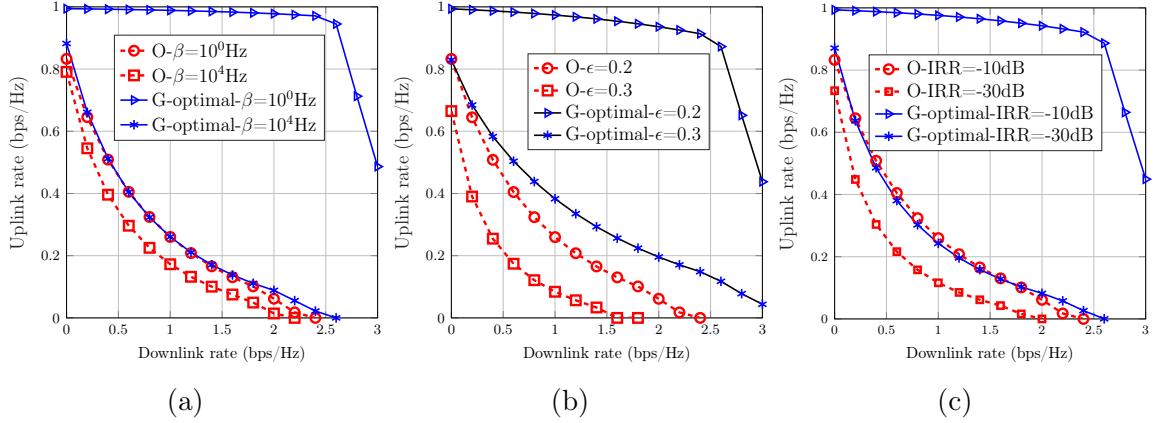 Uplink rate (bps/Hz)
1
0.8
0.6
0.4
0.2
0
0
0.5
1
1.5
2
2.5
3
Downlink rate (bps/Hz)
O-β=10⁰Hz
O-β=10⁴Hz
G-optimal-β=10⁰Hz
G-optimal-β=10⁴Hz
(a)
Uplink rate (bps/Hz)
1
0.8
0.6
0.4
0.2
0
0
0.5
1
1.5
2
2.5
3
Downlink rate (bps/Hz)
O-ϵ=0.2
O-ϵ=0.3
G-optimal-ϵ=0.2
G-optimal-ϵ=0.3
(b)
Uplink rate (bps/Hz)
1
0.8
0.6
0.4
0.2
0
0
0.5
1
1.5
2
2.5
3
Downlink rate (bps/Hz)
O-IRR=-10dB
O-IRR=-30dB
G-optimal-IRR=-10dB
G-optimal-IRR=-30dB
(c)